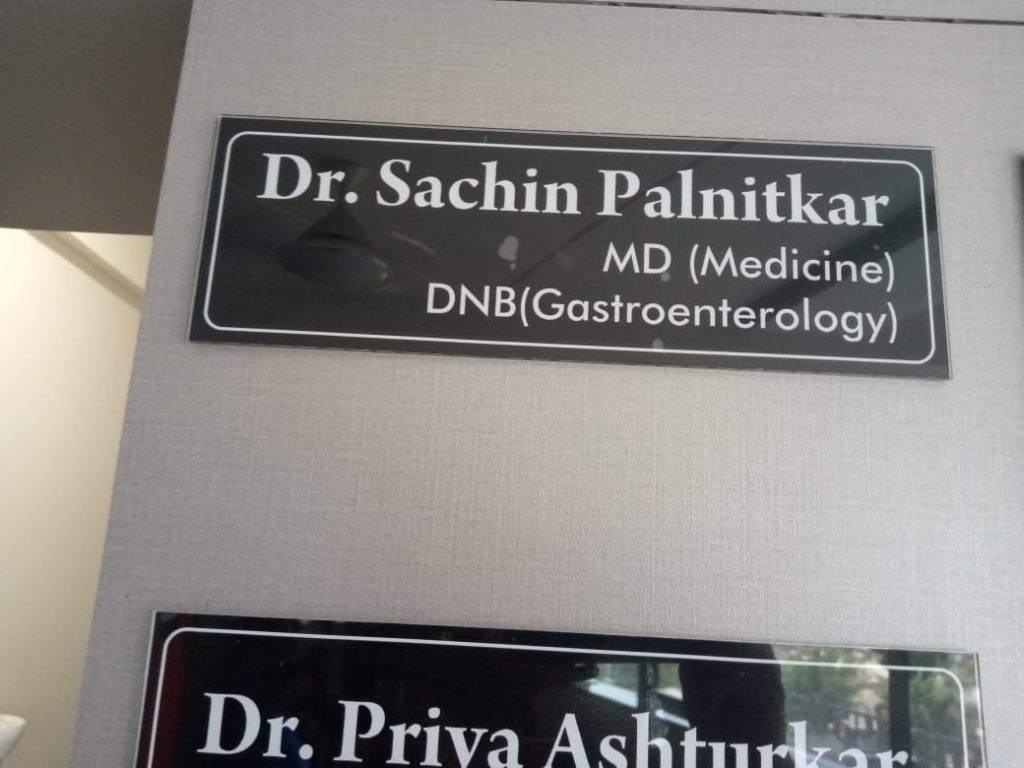 Dr. Sachin Palnitkar
MD (Medicine)
DNB(Gastroenterology)
Dr. Priya Ashturkar